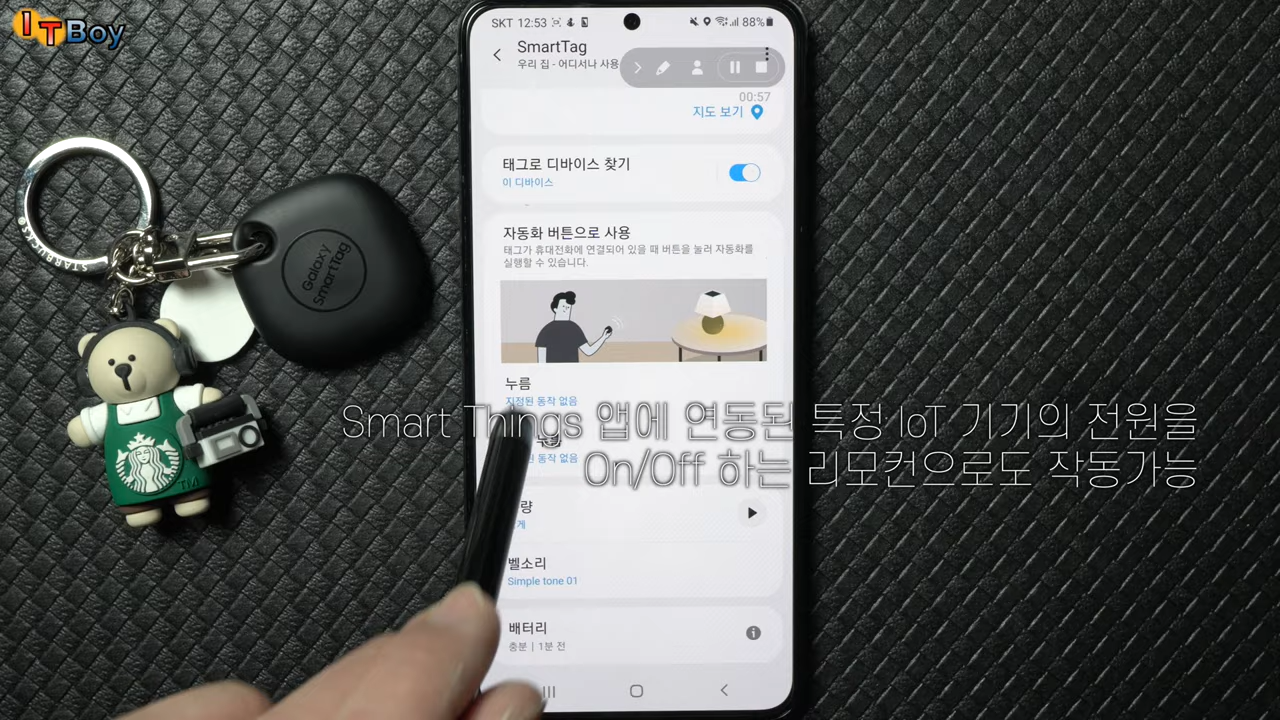 ITBoy
SKT 12:53
88%
SmartTag
우리 집 - 어디서나 사용
00:57
지도 보기
태그로 디바이스 찾기
이 디바이스
자동화 버튼으로 사용
태그가 휴대전화에 연결되어 있을 때 버튼을 눌러 자동화를
실행할 수 있습니다.
누름
지정된 동작 없음
동작 없음
벨소리
Simple tone 01
배터리
충분 | 1분 전
Smart Things 앱에 연동된 특정 IoT 기기의 전원을
On/Off 하는 리모컨으로도 작동가능
Galaxy
SmartTag
STARBUCKS®
TM